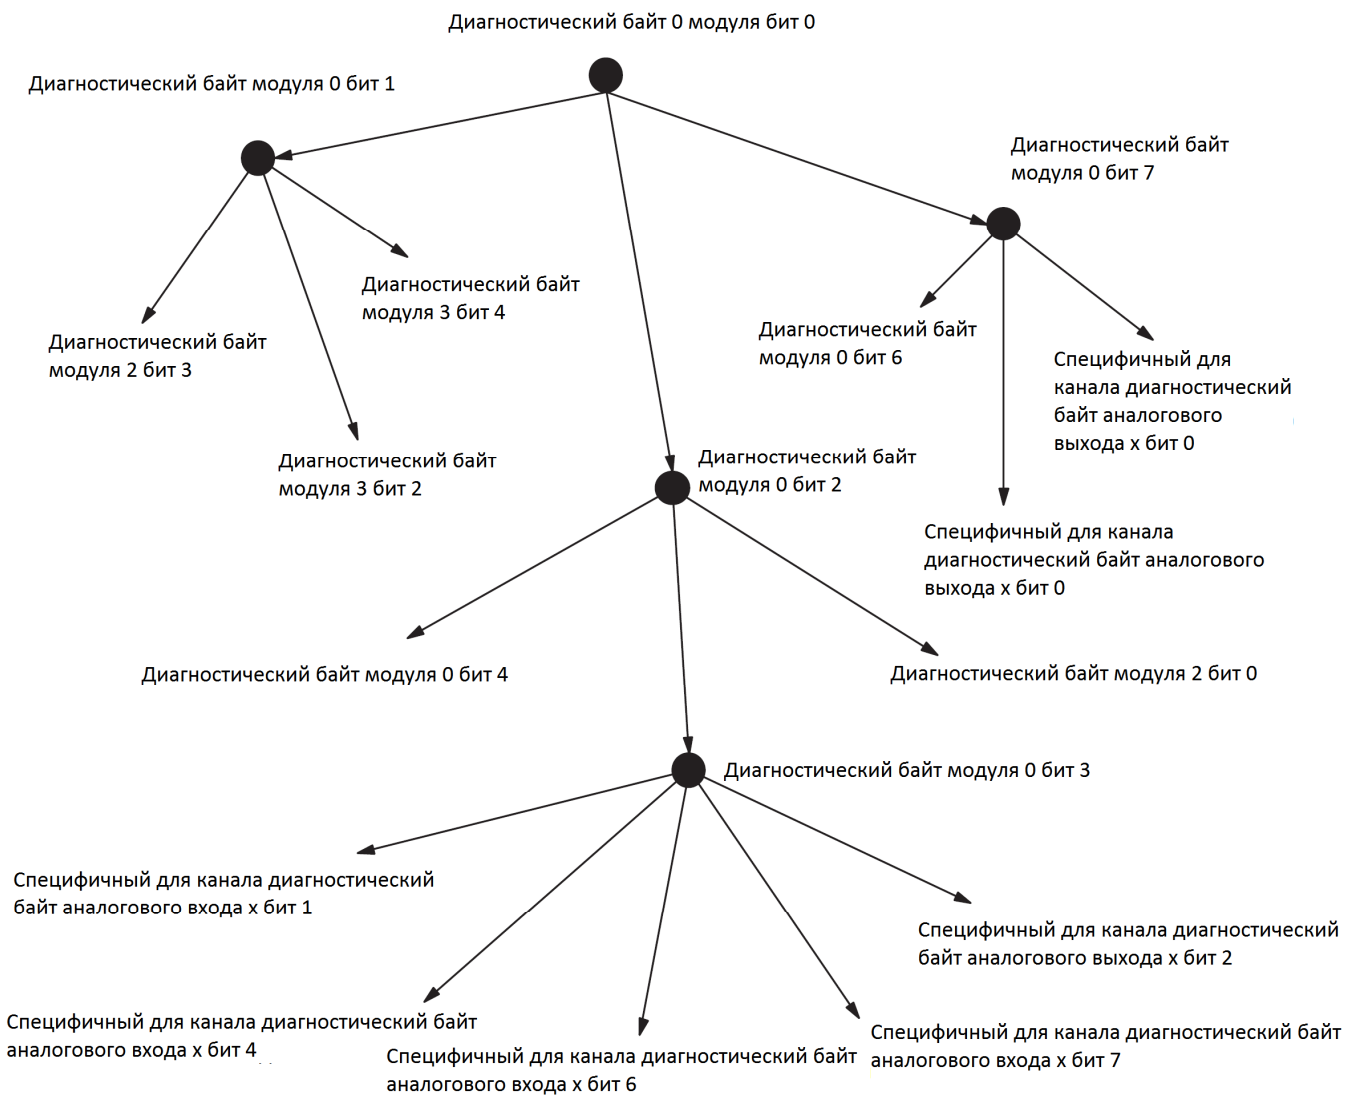 Диагностический байт 0 модуля бит 0
Диагностический байт модуля 0 бит 1
Диагностический байт
модуля 0 бит 7
Диагностический байт
модуля 3 бит 4
Диагностический байт
модуля 2 бит 3
Диагностический байт
модуля 0 бит 6
Специфичный для
канала диагностический
байт аналогового
выхода x бит 0
Диагностический байт
модуля 3 бит 2
Диагностический байт
модуля 0 бит 2
Специфичный для канала
диагностический байт аналогового
выхода x бит 0
Диагностический байт модуля 0 бит 4
Диагностический байт модуля 2 бит 0
Диагностический байт модуля 0 бит 3
Специфичный для канала диагностический
байт аналогового входа x бит 1
Специфичный для канала диагностический
байт аналогового выхода x бит 2
Специфичный для канала диагностический байт
аналогового входа x бит 4
Специфичный для канала диагностический байт
аналогового входа x бит 6
Специфичный для канала диагностический байт
аналогового входа x бит 7